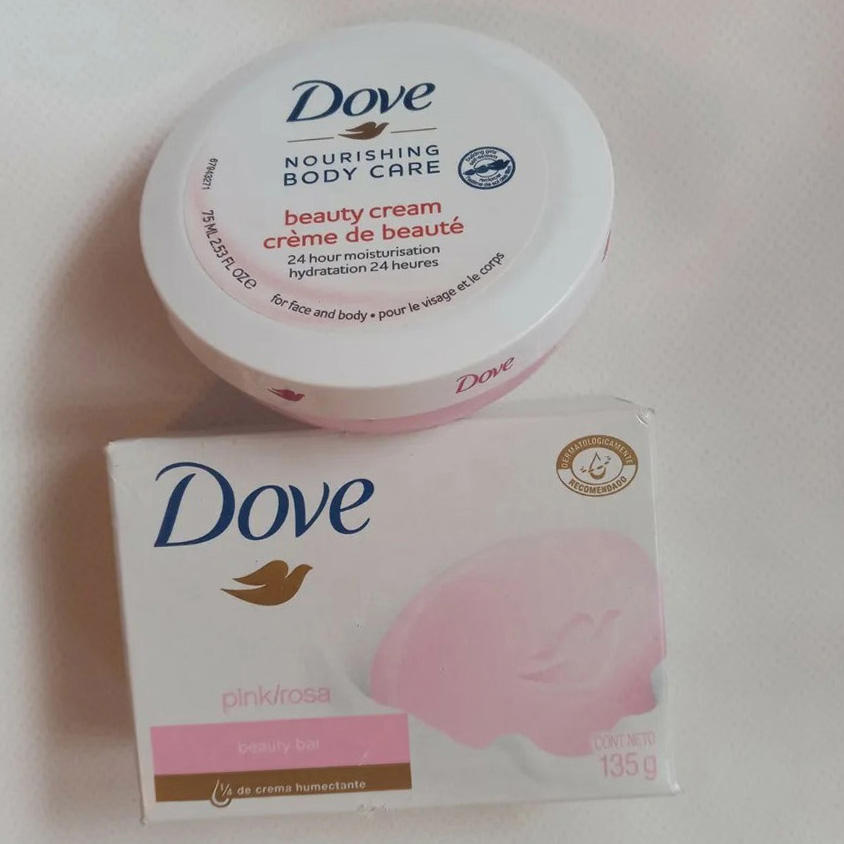 Dove
NOURISHING
BODY CARE
beauty cream
crème de beauté
24 hour moisturisation
hydratation 24 heures
for face and body • pour le visage et le corps
75 ML 2.53 FL OZ℮
67943271
Dove
Dove
DERMATOLOGICAMENTE
RECOMENDADO
pink/rosa
beauty bar
¼ de crema humectante
CONT. NETO
135 g